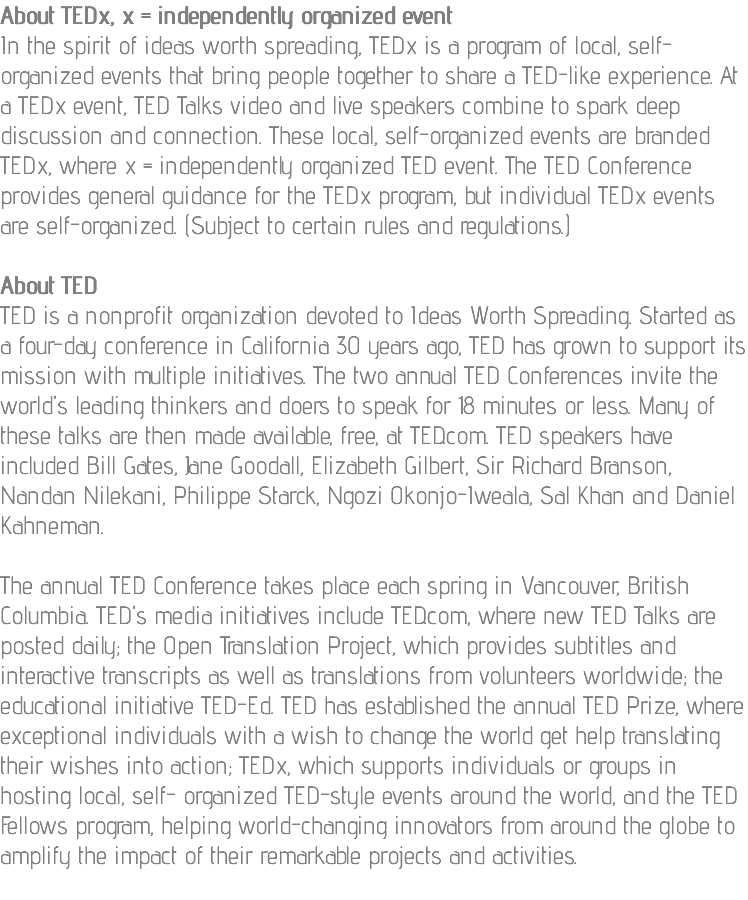 About TEDx, x = independently organized event
In the spirit of ideas worth spreading, TEDx is a program of local, self-
organized events that bring people together to share a TED-like experience. At
a TEDx event, TED Talks video and live speakers combine to spark deep
discussion and connection. These local, self-organized events are branded
TEDx, where x = independently organized TED event. The TED Conference
provides general guidance for the TEDx program, but individual TEDx events
are self-organized. (Subject to certain rules and regulations.)

About TED
TED is a nonprofit organization devoted to Ideas Worth Spreading. Started as
a four-day conference in California 30 years ago, TED has grown to support its
mission with multiple initiatives. The two annual TED Conferences invite the
world's leading thinkers and doers to speak for 18 minutes or less. Many of
these talks are then made available, free, at TED.com. TED speakers have
included Bill Gates, Jane Goodall, Elizabeth Gilbert, Sir Richard Branson,
Nandan Nilekani, Philippe Starck, Ngozi Okonjo-Iweala, Sal Khan and Daniel
Kahneman.

The annual TED Conference takes place each spring in Vancouver, British
Columbia. TED's media initiatives include TED.com, where new TED Talks are
posted daily; the Open Translation Project, which provides subtitles and
interactive transcripts as well as translations from volunteers worldwide; the
educational initiative TED-Ed. TED has established the annual TED Prize, where
exceptional individuals with a wish to change the world get help translating
their wishes into action; TEDx, which supports individuals or groups in
hosting local, self- organized TED-style events around the world, and the TED
Fellows program, helping world-changing innovators from around the globe to
amplify the impact of their remarkable projects and activities.